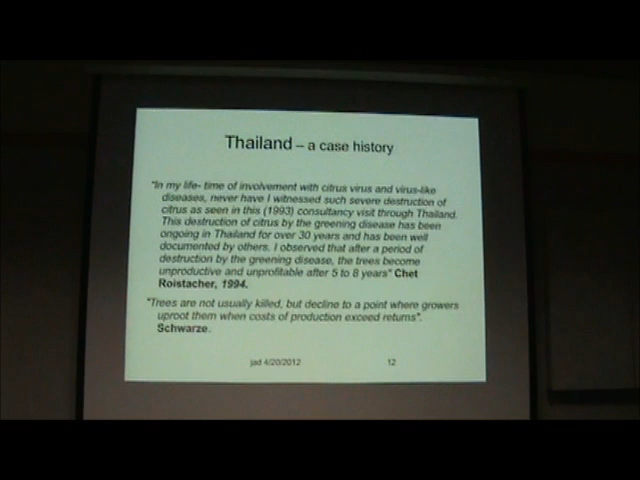 Thailand – a case history
"In my life- time of involvement with citrus virus and virus-like
diseases, never have I witnessed such severe destruction of
citrus as seen in this (1993) consultancy visit through Thailand.
This destruction of citrus by the greening disease has been
ongoing in Thailand for over 30 years and has been well
documented by others. I observed that after a period of
destruction by the greening disease, the trees become
unproductive and unprofitable after 5 to 8 years" Chet
Roistacher, 1994.
"Trees are not usually killed, but decline to a point where growers
uproot them when costs of production exceed returns".
Schwarze.
jad 4/20/2012 12